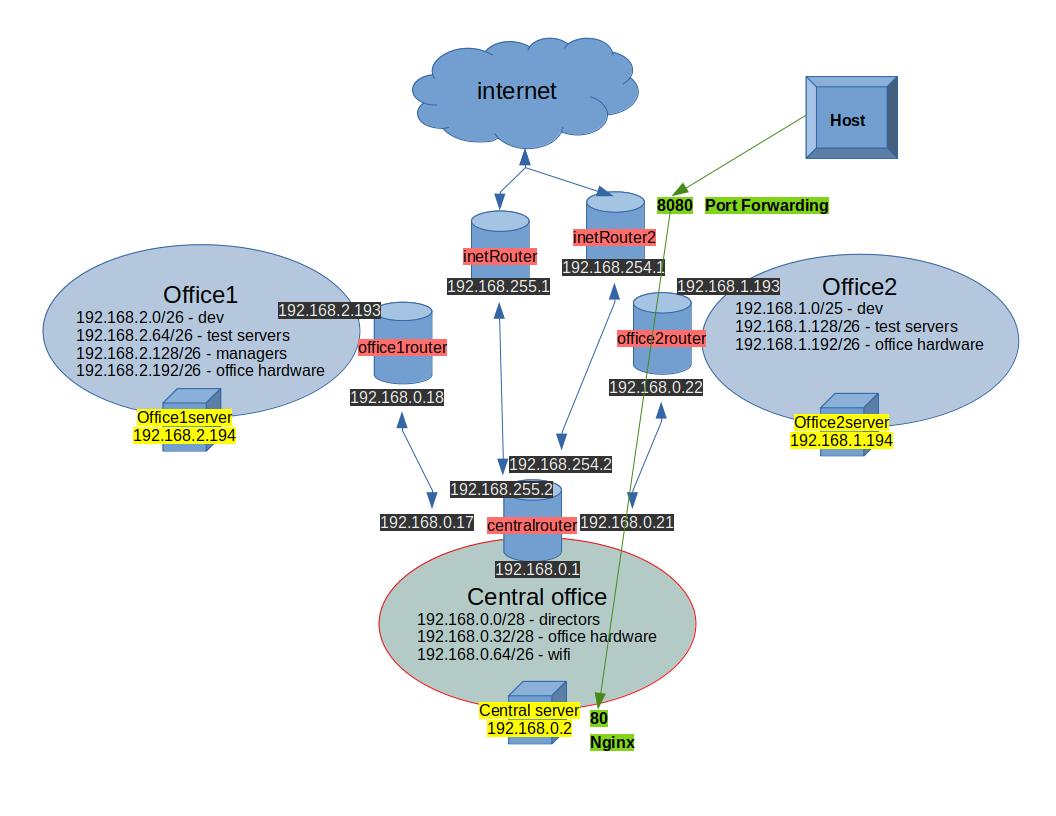 internet
Host
8080 Port Forwarding
inetRouter2
inetRouter
192.168.254.1
192.168.255.1
192.168.1.193
Office1
192.168.2.0/26 - dev
192.168.2.64/26 - test servers
192.168.2.128/26 - managers
192.168.2.192/26 - office hardware
Office1server
192.168.2.194
192.168.2.193
office1router
192.168.0.18
office2router
192.168.0.22
Office2
192.168.1.0/25 - dev
192.168.1.128/26 - test servers
192.168.1.192/26 - office hardware
Office2server
192.168.1.194
192.168.254.2
192.168.255.2
192.168.0.17
centralrouter
192.168.0.21
192.168.0.1
Central office
192.168.0.0/28 - directors
192.168.0.32/28 - office hardware
192.168.0.64/26 - wifi
Central server
192.168.0.2
80
Nginx